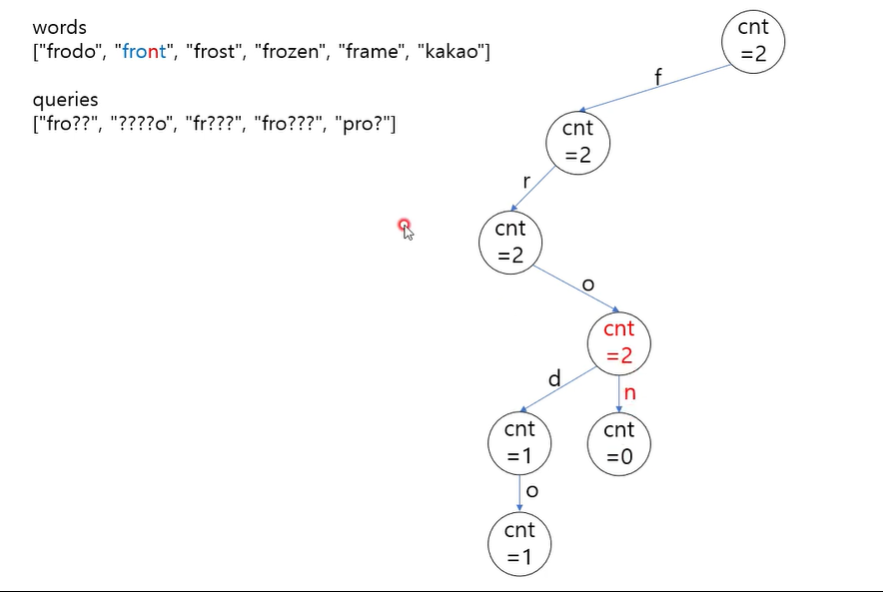 words
["frodo", "front", "frost", "frozen", "frame", "kakao"]
queries
["fro??", "????o", "fr???", "fro???", "pro?"]
cnt
=2
f
cnt
=2
r
cnt
=2
o
cnt
=2
d
n
cnt
=1
cnt
=0
o
cnt
=1